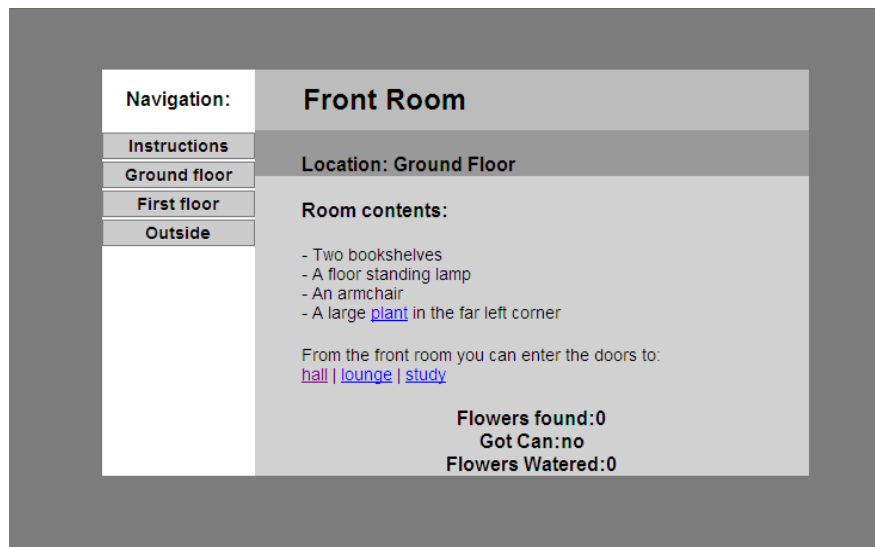 Navigation:
Instructions
Ground floor
First floor
Outside
Front Room
Location: Ground Floor
Room contents:
- Two bookshelves
- A floor standing lamp
- An armchair
- A large plant in the far left corner
From the front room you can enter the doors to:
hall | lounge | study
Flowers found:0
Got Can:no
Flowers Watered:0